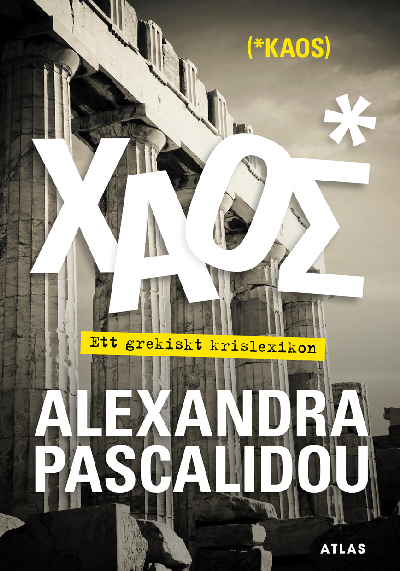 (*KAOS)
ΧΑΟΣ*
Ett grekiskt krislexikon
ALEXANDRA
PASCALIDOU
ATLAS